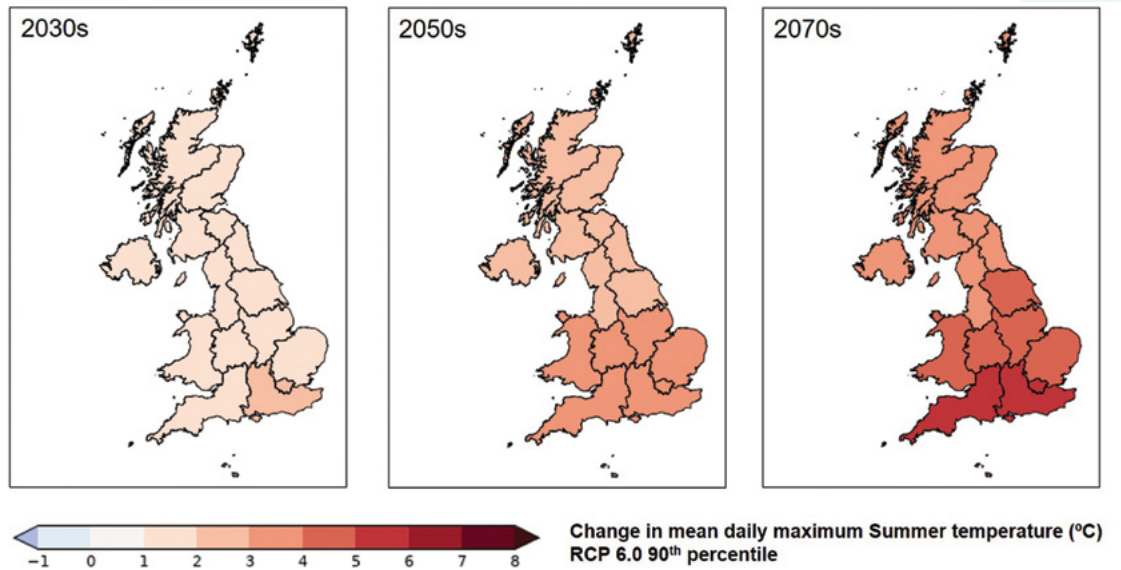 2030s
2050s
2070s
−1 0 1 2 3 4 5 6 7 8
Change in mean daily maximum Summer temperature (ºC)
RCP 6.0 90th percentile